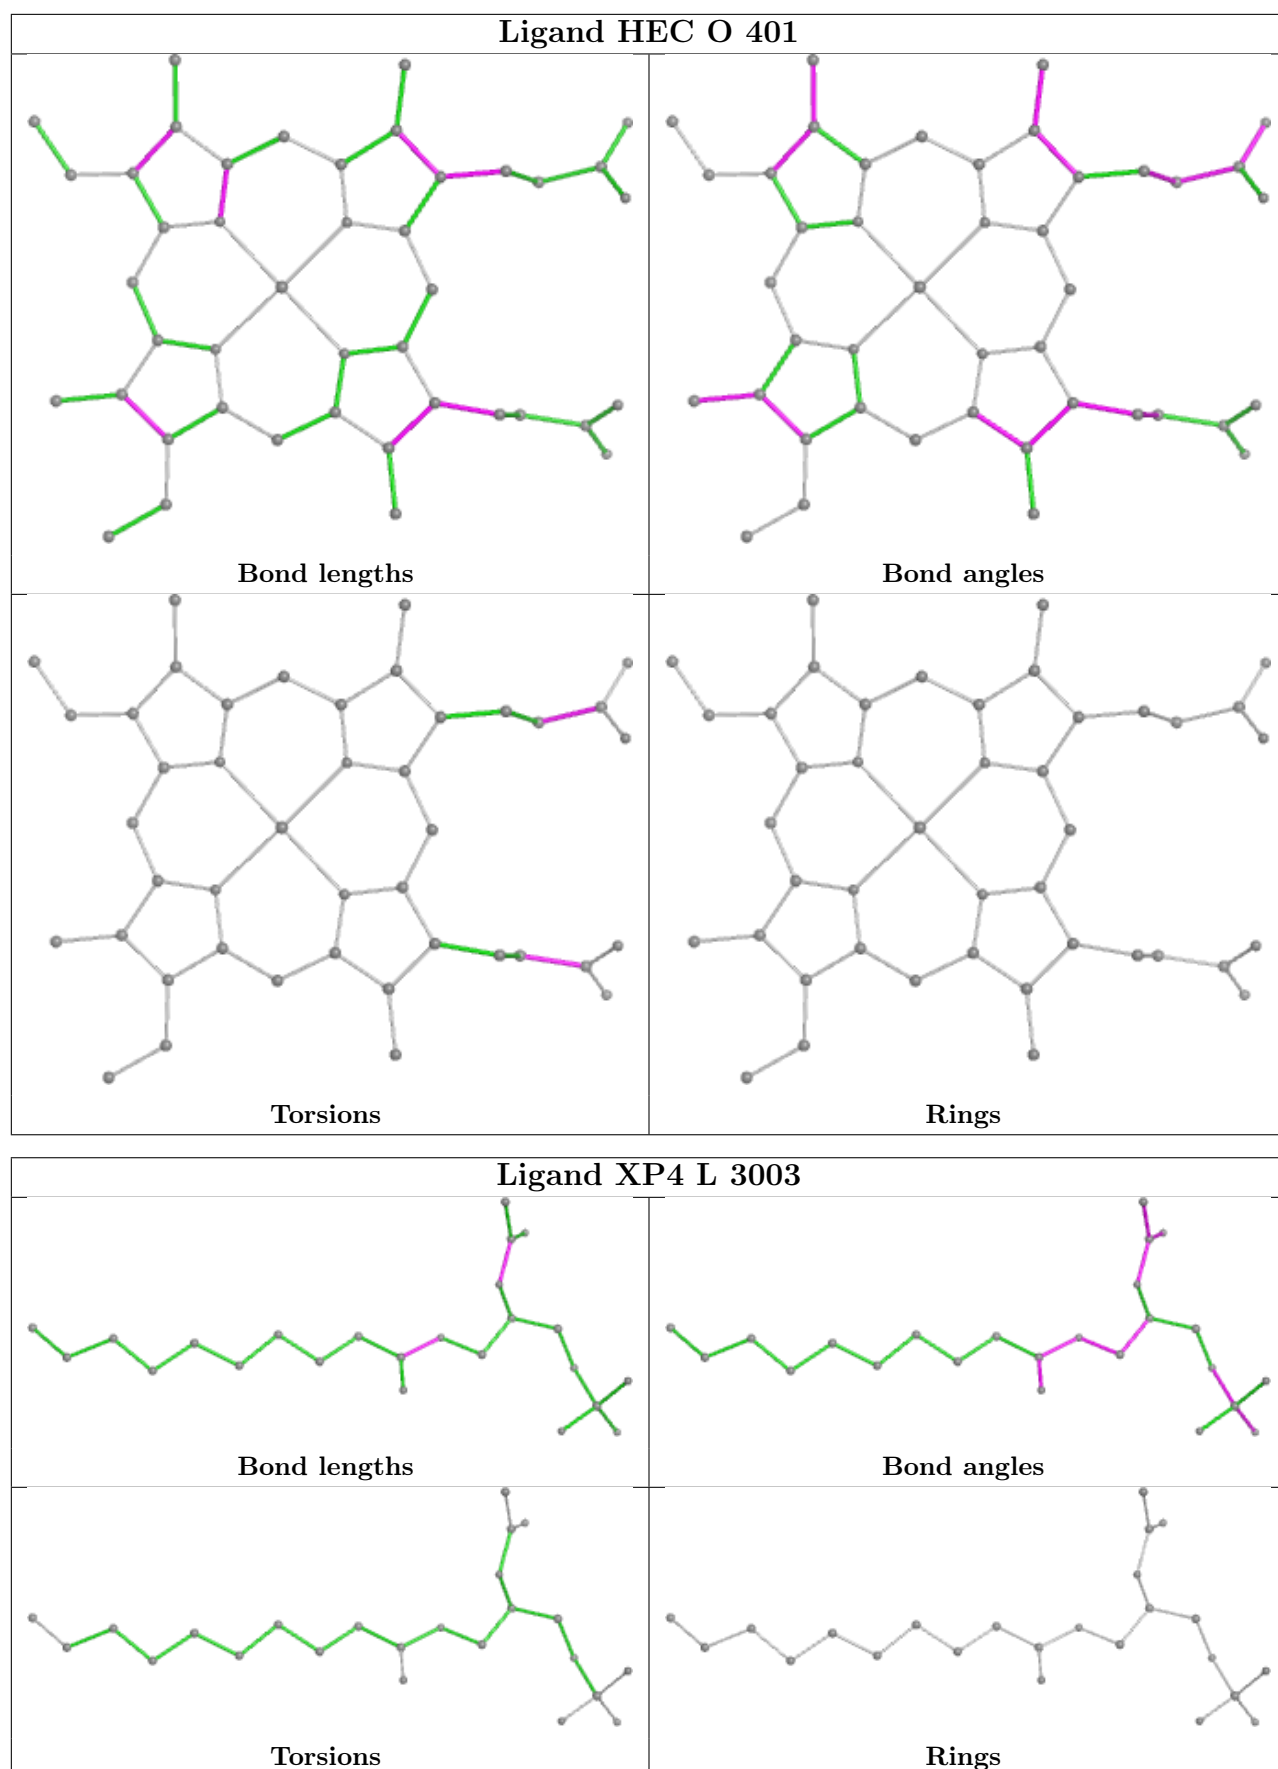 Ligand HEC O 401
Bond lengths
Bond angles
Torsions
Rings
Ligand XP4 L 3003
Bond lengths
Bond angles
Torsions
Rings